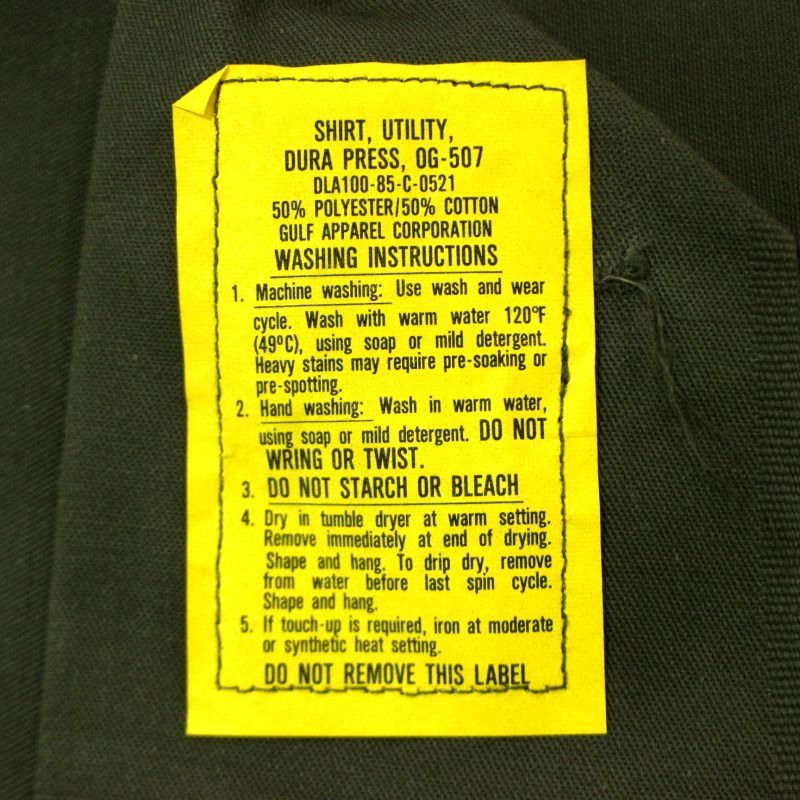 SHIRT, UTILITY,
DURA PRESS, OG-507
DLA100-85-C-0521
50% POLYESTER/50% COTTON
GULF APPAREL CORPORATION
WASHING INSTRUCTIONS
1. Machine washing: Use wash and wear
cycle. Wash with warm water 120°F
(49°C), using soap or mild detergent.
Heavy stains may require pre-soaking or
pre-spotting.
2. Hand washing: Wash in warm water,
using soap or mild detergent. DO NOT
WRING OR TWIST.
3. DO NOT STARCH OR BLEACH
4. Dry in tumble dryer at warm setting.
Remove immediately at end of drying.
Shape and hang. To drip dry, remove
from water before last spin cycle.
Shape and hang.
5. If touch-up is required, iron at moderate
or synthetic heat setting.
DO NOT REMOVE THIS LABEL